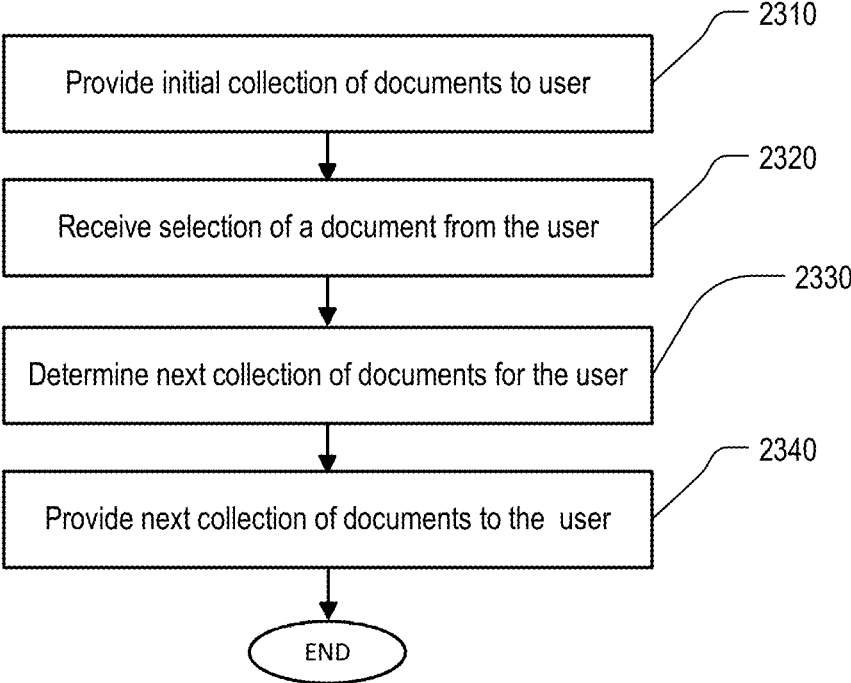 2310
Provide initial collection of documents to user
2320
Receive selection of a document from the user
2330
Determine next collection of documents for the user
2340
Provide next collection of documents to the user
END